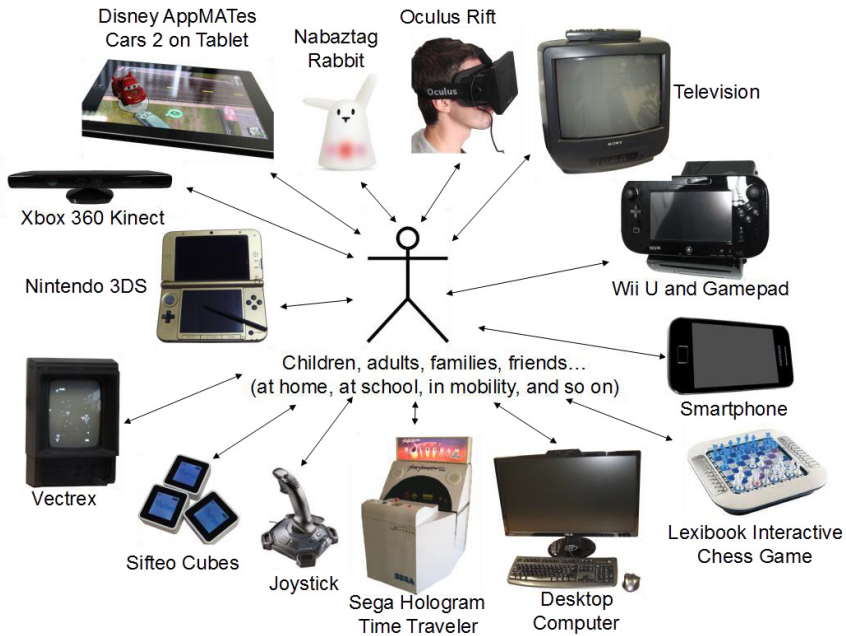 Disney AppMATes
Cars 2 on Tablet
Nabaztag
Rabbit
Oculus Rift
Oculus
Television
SONY
Xbox 360 Kinect
Wii U and Gamepad
Nintendo 3DS
Children, adults, families, friends…
(at home, at school, in mobility, and so on)
Smartphone
Vectrex
Sifteo Cubes
Joystick
SEGA
Sega Hologram
Time Traveler
Desktop
Computer
Lexibook Interactive
Chess Game